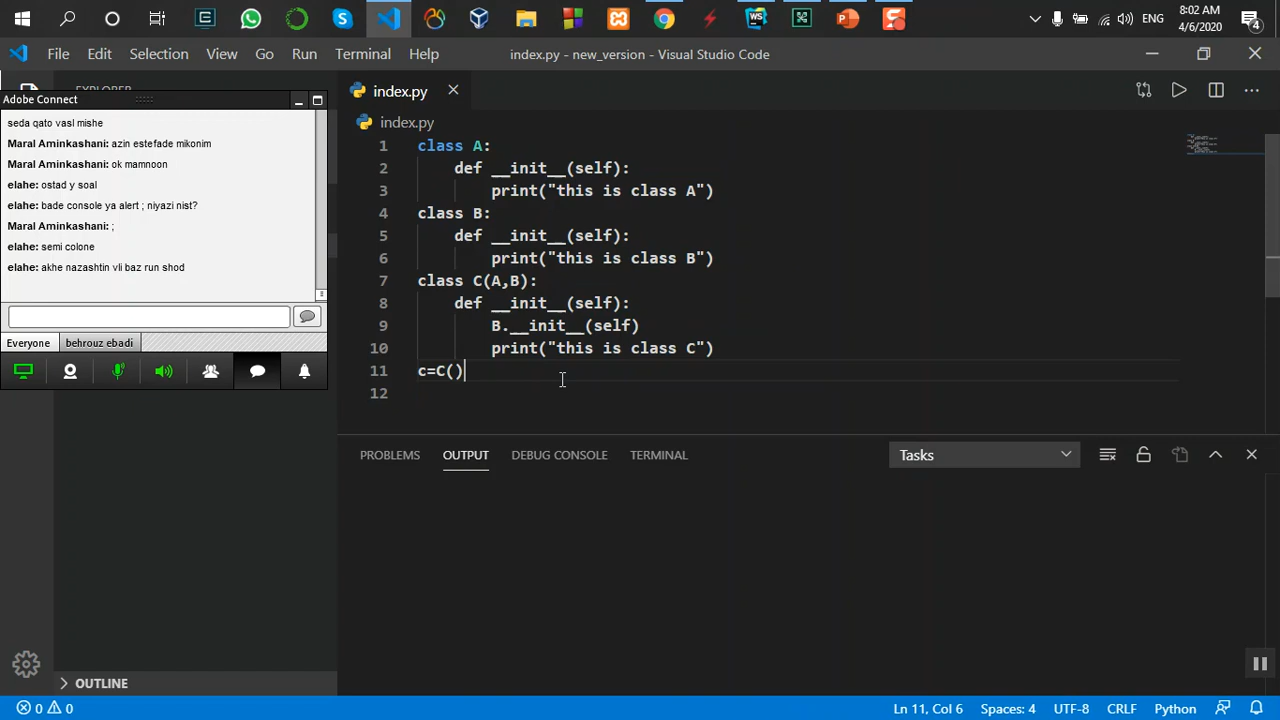 8:02 AM
ENG
4/6/2020
4
File Edit Selection View Go Run Terminal Help
index.py - new_version - Visual Studio Code
Adobe Connect
seda qato vasl mishe
Maral Aminkashani: azin estefade mikonim
Maral Aminkashani: ok mamnoon
elahe: ostad y soal
elahe: bade console ya alert ; niyazi nist?
Maral Aminkashani: ;
elahe: semi colone
elahe: akhe nazashtin vli baz run shod
Everyone behrouz ebadi
index.py
index.py
1 class A:
2 def __init__(self):
3 print("this is class A")
4 class B:
5 def __init__(self):
6 print("this is class B")
7 class C(A,B):
8 def __init__(self):
9 B.__init__(self)
10 print("this is class C")
11 c=C()
12
PROBLEMS OUTPUT DEBUG CONSOLE TERMINAL
Tasks
OUTLINE
0 0
Ln 11, Col 6 Spaces: 4 UTF-8 CRLF Python